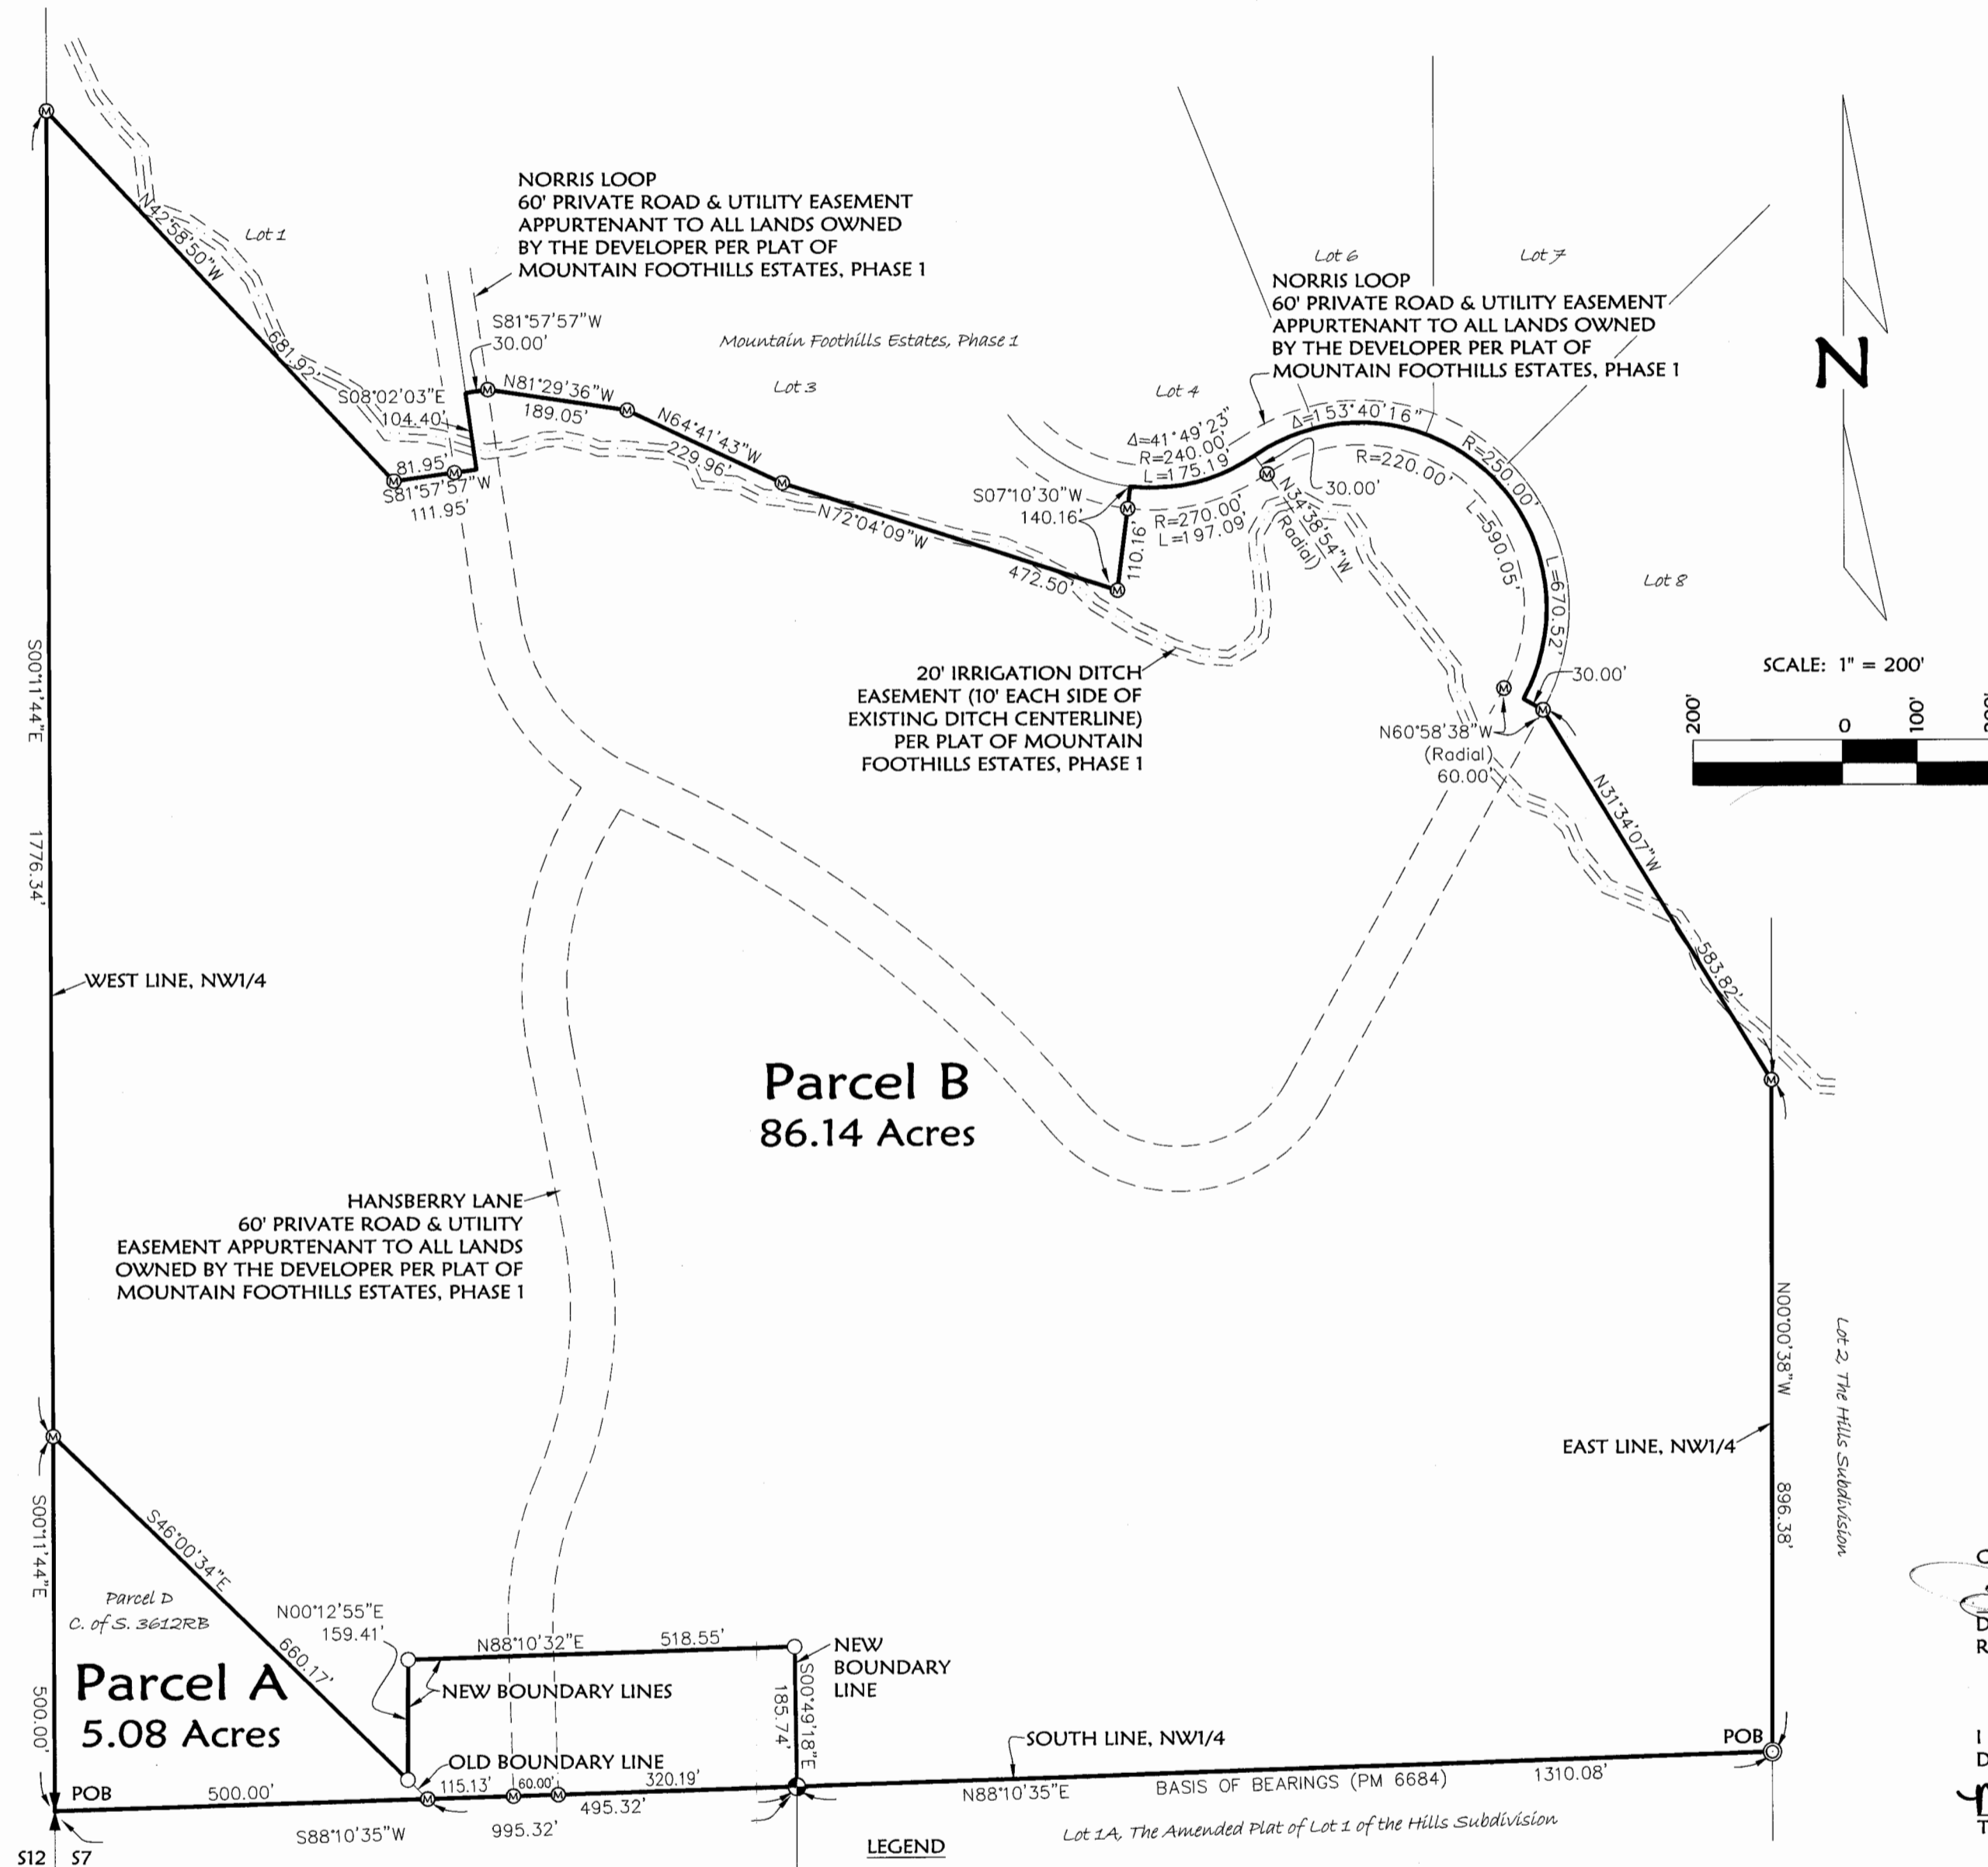 NORRIS LOOP
60' PRIVATE ROAD & UTILITY EASEMENT
APPURTENANT TO ALL LANDS OWNED
BY THE DEVELOPER PER PLAT OF
MOUNTAIN FOOTHILLS ESTATES, PHASE 1
N42°58'50"W
681.92'
Lot 1
S81°57'57"W
30.00'
S08°02'03"E
104.40'
81.95'
S81°57'57"W
111.95'
N81°29'36"W
189.05'
N64°41'43"W
229.96'
N72°04'09"W
472.50'
Mountain Foothills Estates, Phase 1
Lot 3
Lot 4
Lot 6
Lot 7
NORRIS LOOP
60' PRIVATE ROAD & UTILITY EASEMENT
APPURTENANT TO ALL LANDS OWNED
BY THE DEVELOPER PER PLAT OF
MOUNTAIN FOOTHILLS ESTATES, PHASE 1
Δ=41°49'23"
R=240.00'
L=175.19'
Δ=153°40'16"
R=250.00'
R=220.00'
L=590.05'
L=670.52'
S07°10'30"W
140.16'
110.16'
R=270.00'
L=197.09'
30.00'
N34°38'54"W
(Radial)
Lot 8
30.00'
N60°58'38"W
(Radial)
60.00'
N
SCALE: 1" = 200'
200'
0
100'
20' IRRIGATION DITCH
EASEMENT (10' EACH SIDE OF
EXISTING DITCH CENTERLINE)
PER PLAT OF MOUNTAIN
FOOTHILLS ESTATES, PHASE 1
N31°34'07"W
583.82'
S00°11'44"E
1776.34'
WEST LINE, NW1/4
Parcel B
86.14 Acres
HANSBERRY LANE
60' PRIVATE ROAD & UTILITY
EASEMENT APPURTENANT TO ALL LANDS
OWNED BY THE DEVELOPER PER PLAT OF
MOUNTAIN FOOTHILLS ESTATES, PHASE 1
N00°00'38"W
896.38'
EAST LINE, NW1/4
Lot 2, The Hills Subdivision
S00°11'44"E
500.00'
S46°00'34"E
660.17'
Parcel D
C. of S. 3612RB
Parcel A
5.08 Acres
N00°12'55"E
159.41'
N88°10'32"E
518.55'
NEW
BOUNDARY
LINE
NEW BOUNDARY LINES
S00°49'18"E
185.74'
OLD BOUNDARY LINE
POB
500.00'
115.13'
60.00'
320.19'
495.32'
S88°10'35"W
995.32'
SOUTH LINE, NW1/4
POB
N88°10'35"E
BASIS OF BEARINGS (PM 6684)
1310.08'
Lot 1A, The Amended Plat of Lot 1 of the Hills Subdivision
LEGEND
S12
S7